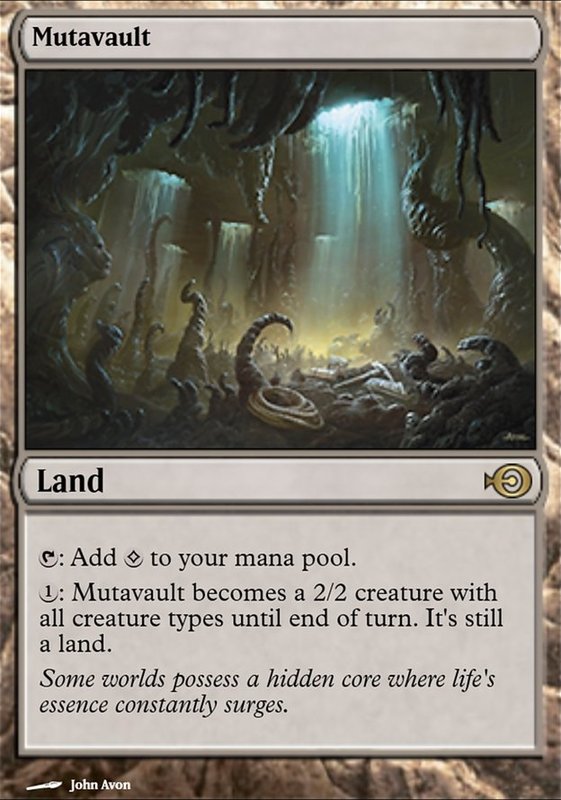 Mutavault
Land
: Add to your mana pool.
1: Mutavault becomes a 2/2 creature with
all creature types until end of turn. It's still
a land.
Some worlds possess a hidden core where life's
essence constantly surges.
John Avon